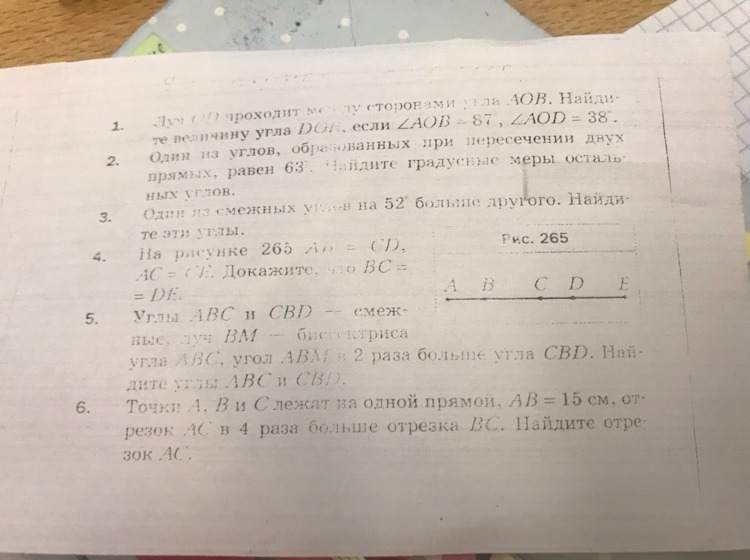 1. Луч OD проходит между сторонами угла AOB. Найди-
те величину угла DOB, если ∠AOB = 87°, ∠AOD = 38°.
2. Один из углов, образованных при пересечении двух
прямых, равен 63°. Найдите градусные меры осталь-
ных углов.
3. Один из смежных углов на 52° больше другого. Найди-
те эти углы.
4. На рисунке 265 AB = CD,
AC = CE. Докажите, что BC =
= DE.
Рис. 265
A B C D E
5. Углы ABC и CBD — смеж-
ные, луч BM — биссектриса
угла ABC, угол ABM в 2 раза больше угла CBD. Най-
дите углы ABC и CBD.
6. Точки A, B и C лежат на одной прямой, AB = 15 см, от-
резок AC в 4 раза больше отрезка BC. Найдите отре-
зок AC.